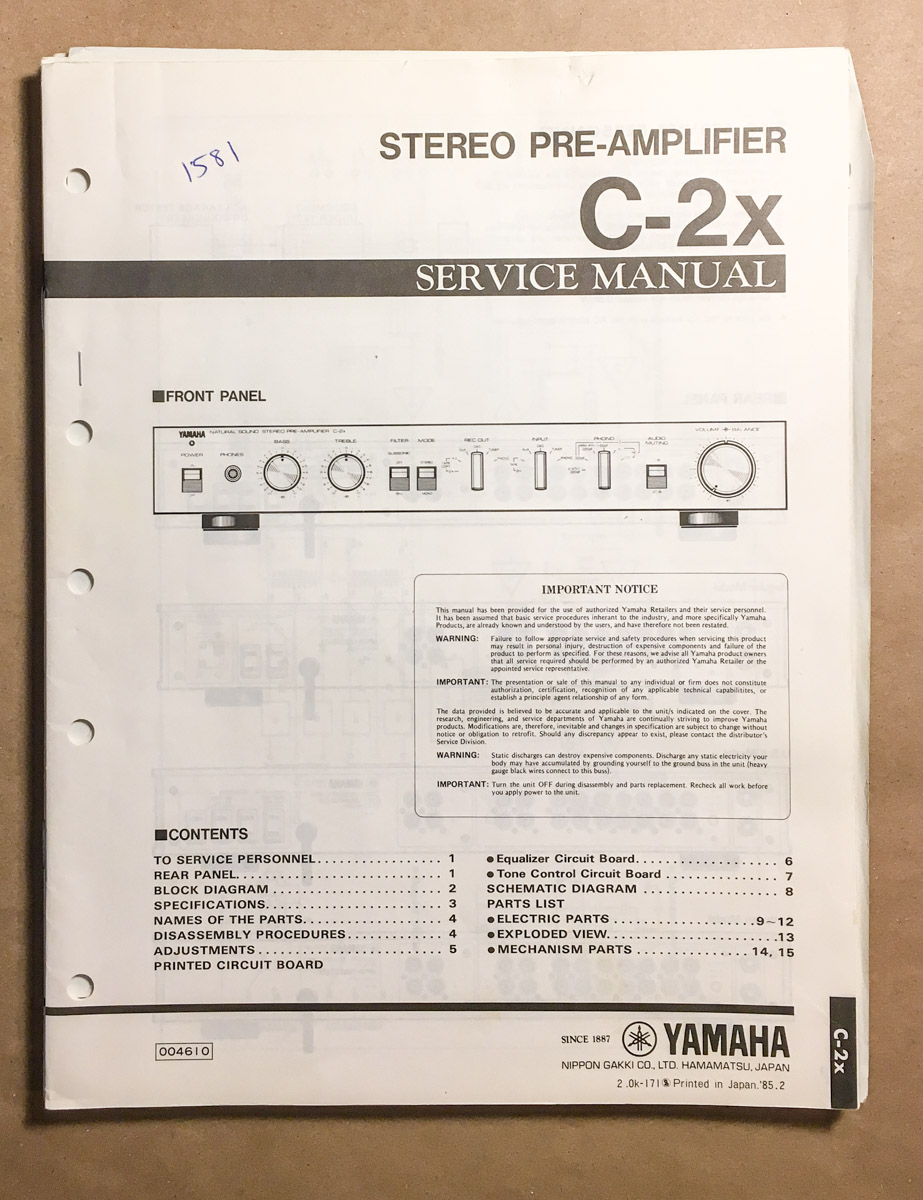 1581
STEREO PRE-AMPLIFIER
C-2x
SERVICE MANUAL
■FRONT PANEL
YAMAHA NATURAL SOUND STEREO PRE-AMPLIFIER C-2x
POWER PHONES BASS TREBLE FILTER MODE REC OUT INPUT PHONO AUDIO MUTING VOLUME BALANCE
SUBSONIC
IMPORTANT NOTICE
This manual has been provided for the use of authorized Yamaha Retailers and their service personnel.
It has been assumed that basic service procedures inherant to the industry, and more specifically Yamaha
Products, are already known and understood by the users, and have therefore not been restated.
WARNING: Failure to follow appropriate service and safety procedures when servicing this product
may result in personal injury, destruction of expensive components and failure of the
product to perform as specified. For these reasons, we advise all Yamaha product owners
that all service required should be performed by an authorized Yamaha Retailer or the
appointed service representative.
IMPORTANT: The presentation or sale of this manual to any individual or firm does not constitute
authorization, certification, recognition of any applicable technical capabilitites, or
establish a principle agent relationship of any form.
The data provided is believed to be accurate and applicable to the unit/s indicated on the cover. The
research, engineering, and service departments of Yamaha are continually striving to improve Yamaha
products. Modifications are, therefore, inevitable and changes in specification are subject to change without
notice or obligation to retrofit. Should any discrepancy appear to exist, please contact the distributor's
Service Division.
WARNING: Static discharges can destroy expensive components. Discharge any static electricity your
body may have accumulated by grounding yourself to the ground buss in the unit (heavy
gauge black wires connect to this buss).
IMPORTANT: Turn the unit OFF during disassembly and parts replacement. Recheck all work before
you apply power to the unit.
■CONTENTS
TO SERVICE PERSONNEL. . . . . . . . . . . . . . . . . 1
REAR PANEL. . . . . . . . . . . . . . . . . . . . . . . . . . . 1
BLOCK DIAGRAM . . . . . . . . . . . . . . . . . . . . . . . 2
SPECIFICATIONS. . . . . . . . . . . . . . . . . . . . . . . . 3
NAMES OF THE PARTS. . . . . . . . . . . . . . . . . . . 4
DISASSEMBLY PROCEDURES. . . . . . . . . . . . . 4
ADJUSTMENTS . . . . . . . . . . . . . . . . . . . . . . . . . 5
PRINTED CIRCUIT BOARD
● Equalizer Circuit Board. . . . . . . . . . . . . . . . . . . . 6
● Tone Control Circuit Board . . . . . . . . . . . . . . . . . 7
SCHEMATIC DIAGRAM . . . . . . . . . . . . . . . . . . . 8
PARTS LIST
● ELECTRIC PARTS . . . . . . . . . . . . . . . . . . . .9~12
● EXPLODED VIEW. . . . . . . . . . . . . . . . . . . . . . .13
● MECHANISM PARTS . . . . . . . . . . . . . . . . 14, 15
C-2x
004610
SINCE 1887 YAMAHA
NIPPON GAKKI CO., LTD. HAMAMATSU, JAPAN
2.0k-171 Printed in Japan.'85.2